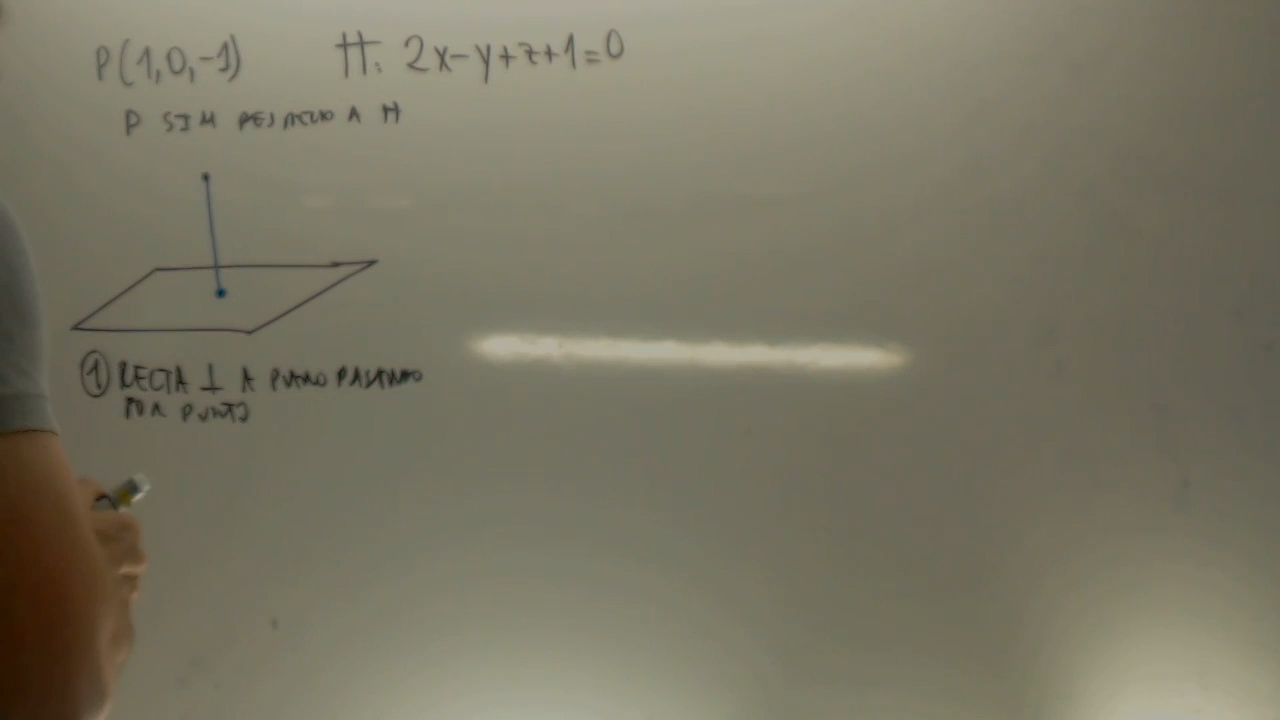 P(1,0,-1) π: 2x-y+z+1=0
P SIM RESPECTO A π
① RECTA ⊥ A PLANO PASANDO
POR PUNTO